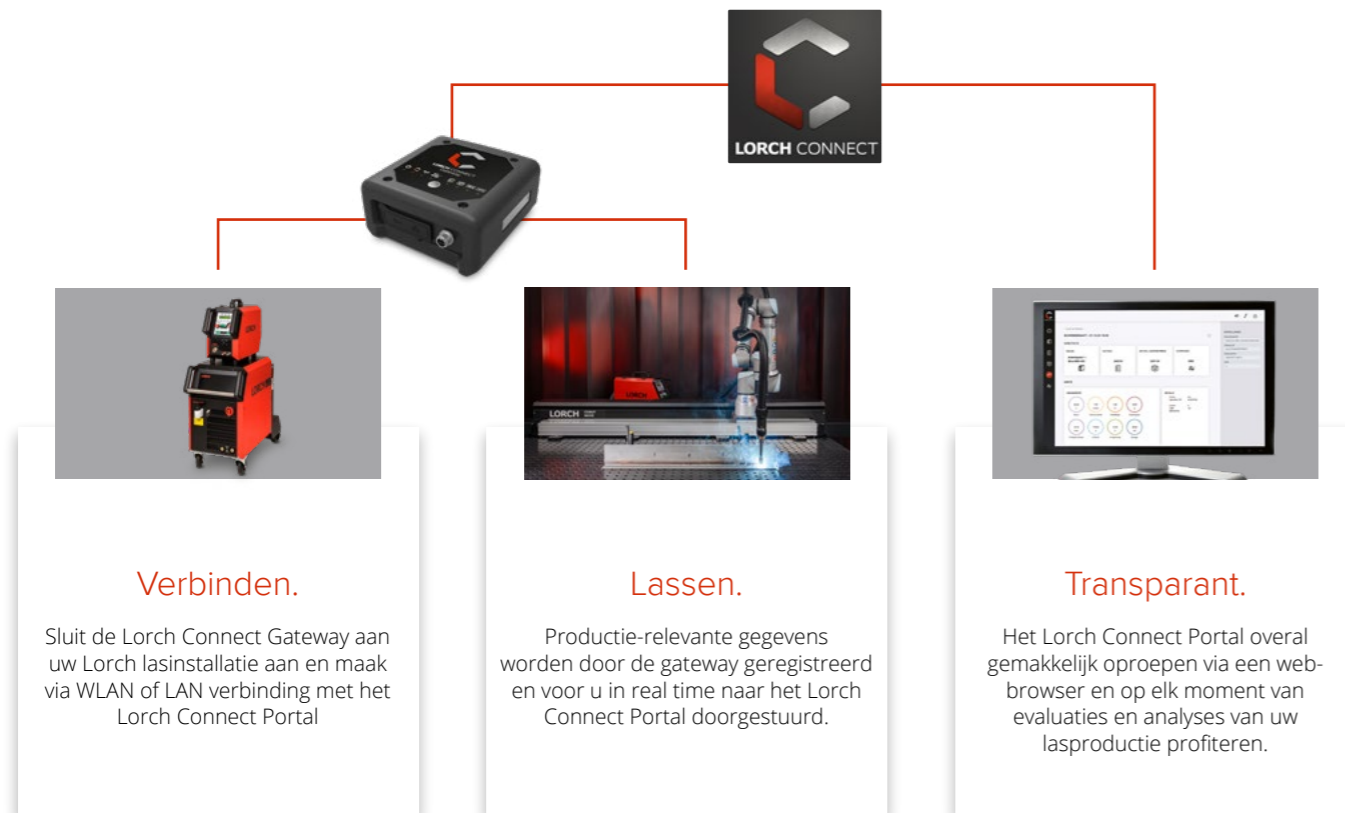 LORCH CONNECT
LORCH
LORCH
LORCH
LORCH
Verbinden.
Sluit de Lorch Connect Gateway aan
uw Lorch lasinstallatie aan en maak
via WLAN of LAN verbinding met het
Lorch Connect Portal
Lassen.
Productie-relevante gegevens
worden door de gateway geregistreerd
en voor u in real time naar het Lorch
Connect Portal doorgestuurd.
Transparant.
Het Lorch Connect Portal overal
gemakkelijk oproepen via een web-
browser en op elk moment van
evaluaties en analyses van uw
lasproductie profiteren.